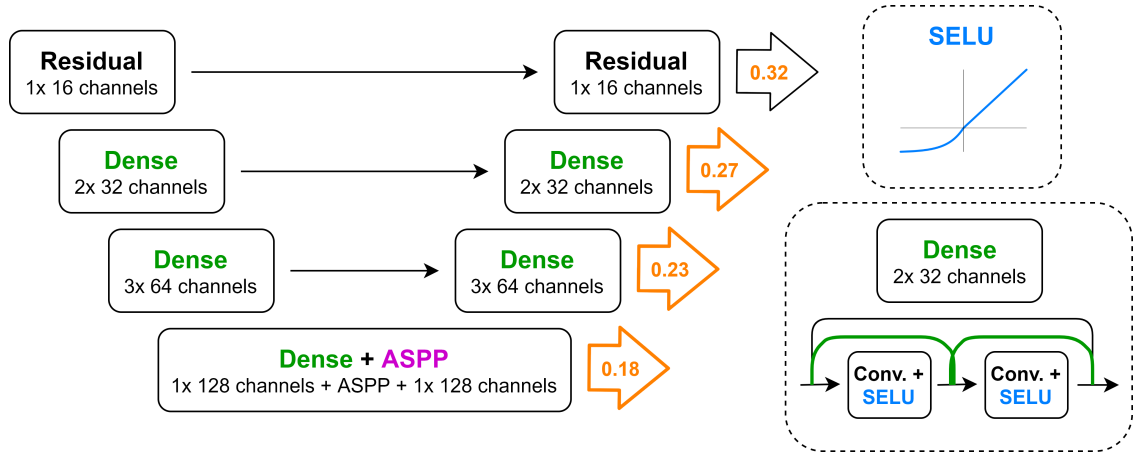 Residual
1x 16 channels
Residual
1x 16 channels
0.32
Dense
2x 32 channels
Dense
2x 32 channels
0.27
Dense
3x 64 channels
Dense
3x 64 channels
0.23
Dense + ASPP
1x 128 channels + ASPP + 1x 128 channels
0.18
SELU
Dense
2x 32 channels
Conv. +
SELU
Conv. +
SELU